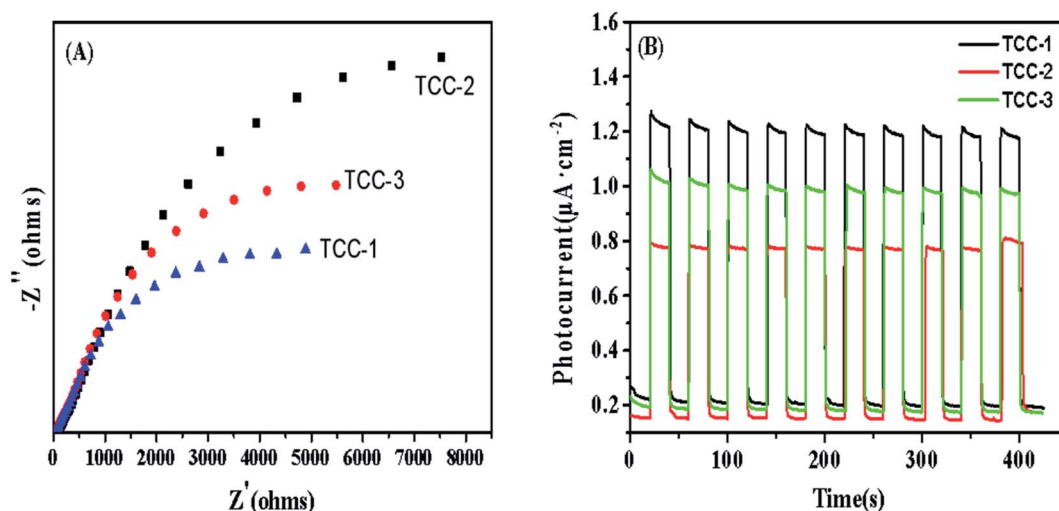 (A)
TCC-2
TCC-3
TCC-1
-Z''(ohms)
0 1000 2000 3000 4000 5000 6000 7000 8000
Z'(ohms)
(B)
TCC-1
TCC-2
TCC-3
Photocurrent(μA·cm-2)
1.6
1.4
1.2
1.0
0.8
0.6
0.4
0.2
0 100 200 300 400
Time(s)